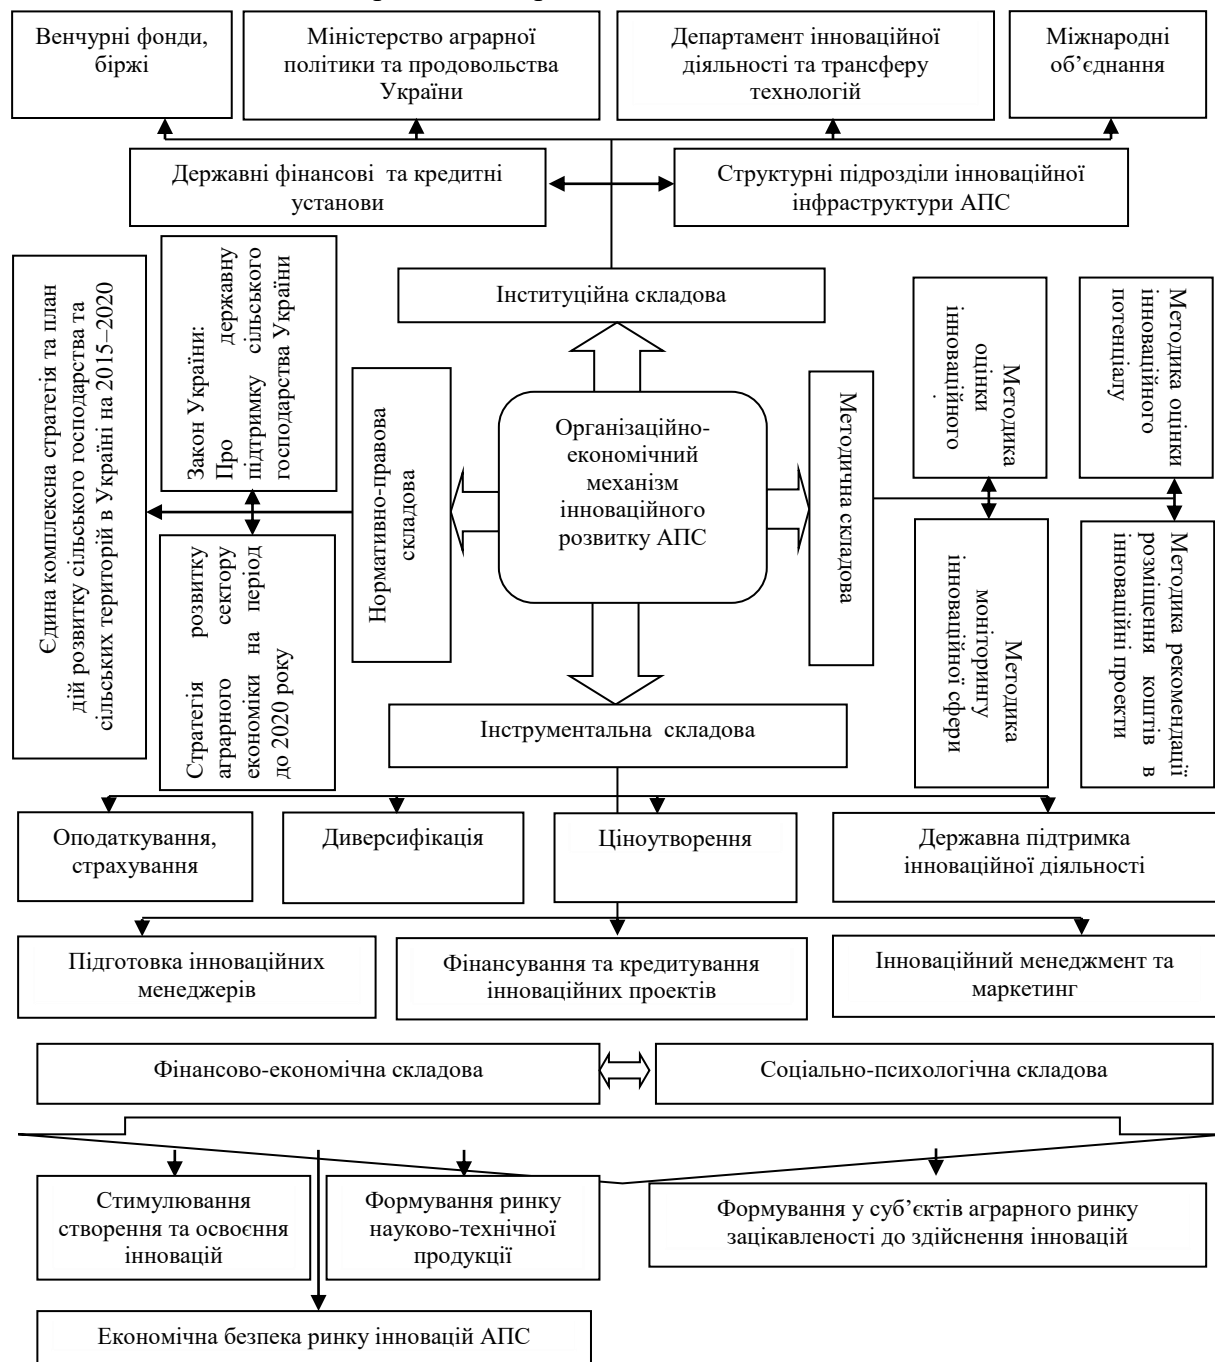 Венчурні фонди,
біржі
Міністерство аграрної
політики та продовольства
України
Департамент інноваційної
діяльності та трансферу
технологій
Міжнародні
об’єднання
Державні фінансові та кредитні
установи
Структурні підрозділи інноваційної
інфраструктури АПС
Єдина комплексна стратегія та план
дій розвитку сільського господарства та
сільських територій в Україні на 2015–2020
Закон України:
Про державну
підтримку сільського
господарства України
Інституційна складова
Методика
оцінки
інноваційного
Методика оцінки
інноваційного
потенціалу
Нормативно-правова
складова
Організаційно-
економічний
механізм
інноваційного
розвитку АПС
Методична складова
Стратегія розвитку
аграрного сектору
економіки на період
до 2020 року
Методика
моніторингу
інноваційної сфери
Методика рекомендації
розміщення коштів в
інноваційні проекти
Інструментальна складова
Оподаткування,
страхування
Диверсифікація
Ціноутворення
Державна підтримка
інноваційної діяльності
Підготовка інноваційних
менеджерів
Фінансування та кредитування
інноваційних проектів
Інноваційний менеджмент та
маркетинг
Фінансово-економічна складова
Соціально-психологічна складова
Стимулювання
створення та освоєння
інновацій
Формування ринку
науково-технічної
продукції
Формування у суб’єктів аграрного ринку
зацікавленості до здійснення інновацій
Економічна безпека ринку інновацій АПС